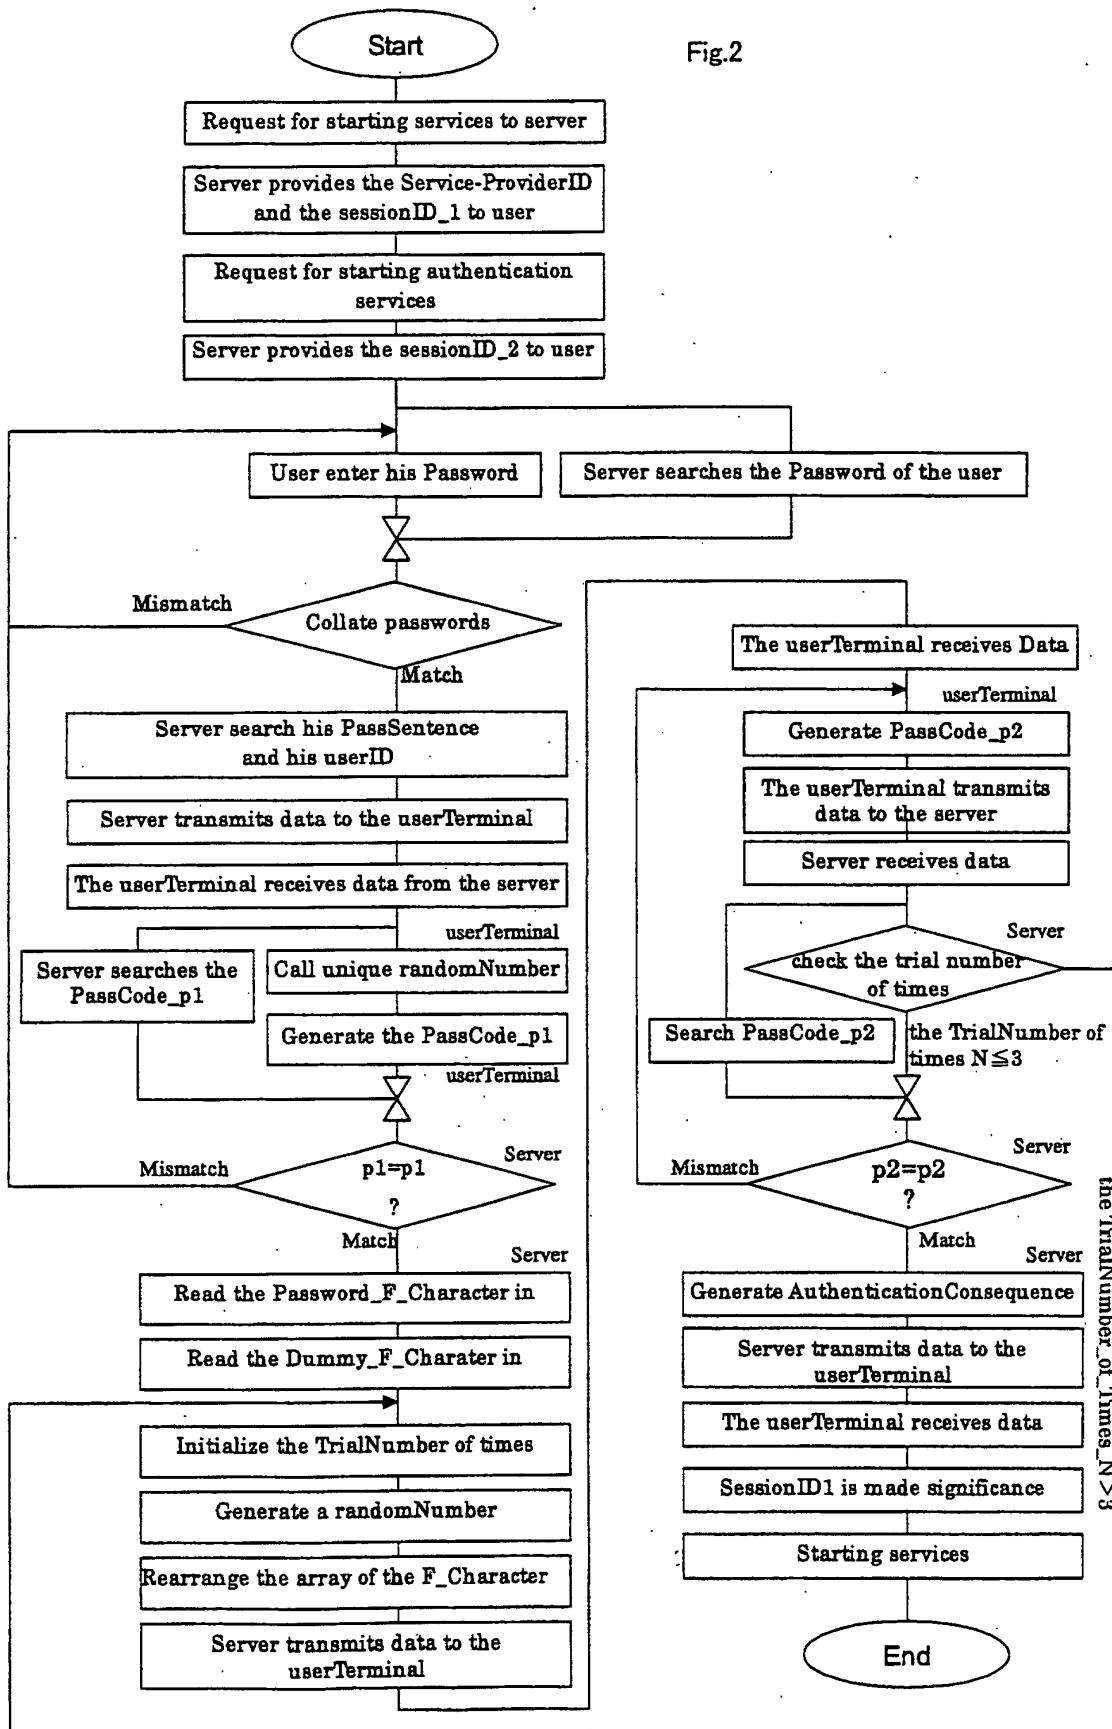 Start
Fig.2
Request for starting services to server
Server provides the Service-ProviderID
and the sessionID_1 to user
Request for starting authentication
services
Server provides the sessionID_2 to user
User enter his Password
Server searches the Password of the user
Mismatch
Collate passwords
Match
Server search his PassSentence
and his userID
Server transmits data to the userTerminal
The userTerminal receives data from the server
userTerminal
Server searches the
PassCode_p1
Call unique randomNumber
Generate the PassCode_p1
userTerminal
Server
Mismatch
p1=p1
?
Match
Server
Read the Password_F_Character in
Read the Dummy_F_Charater in
Initialize the TrialNumber of times
Generate a randomNumber
Rearrange the array of the F_Character
Server transmits data to the
userTerminal
The userTerminal receives Data
userTerminal
Generate PassCode_p2
The userTerminal transmits
data to the server
Server receives data
Server
check the trial number
of times
Search PassCode_p2
the TrialNumber of
times N≦3
Server
Mismatch
p2=p2
?
Match
Server
the TrialNumber_of_Times_N>3
Generate AuthenticationConsequence
Server transmits data to the
userTerminal
The userTerminal receives data
SessionID1 is made significance
Starting services
End